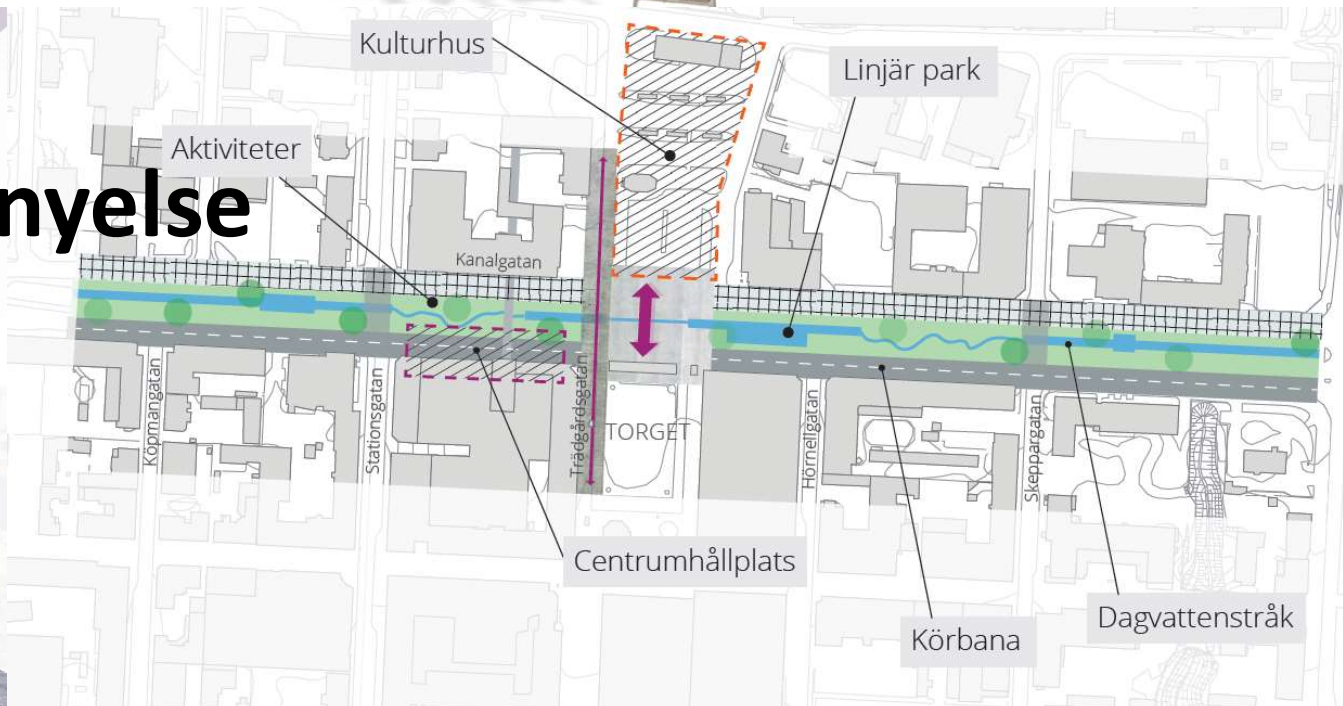 Kulturhus
Linjär park
Aktiviteter
nyelse
Kanalgatan
Köpmangatan
Stationsgatan
Trädgårdsgatan
TORGET
Hörnellgatan
Skeppargatan
Centrumhållplats
Körbana
Dagvattenstråk